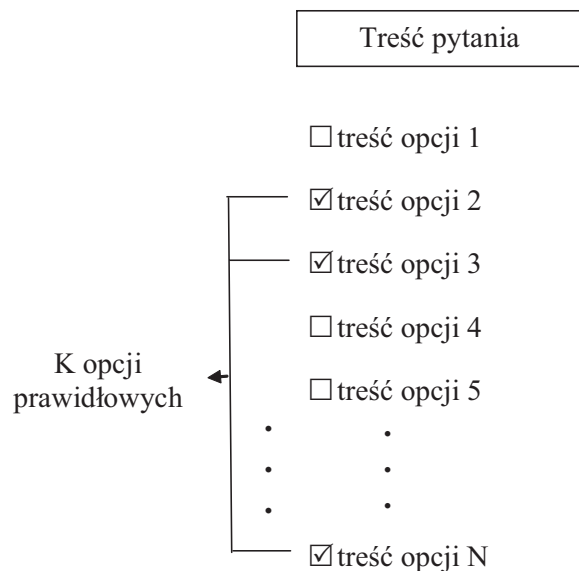 Treść pytania
☐ treść opcji 1
☑ treść opcji 2
☑ treść opcji 3
☐ treść opcji 4
K opcji
prawidłowych
☐ treść opcji 5
☑ treść opcji N